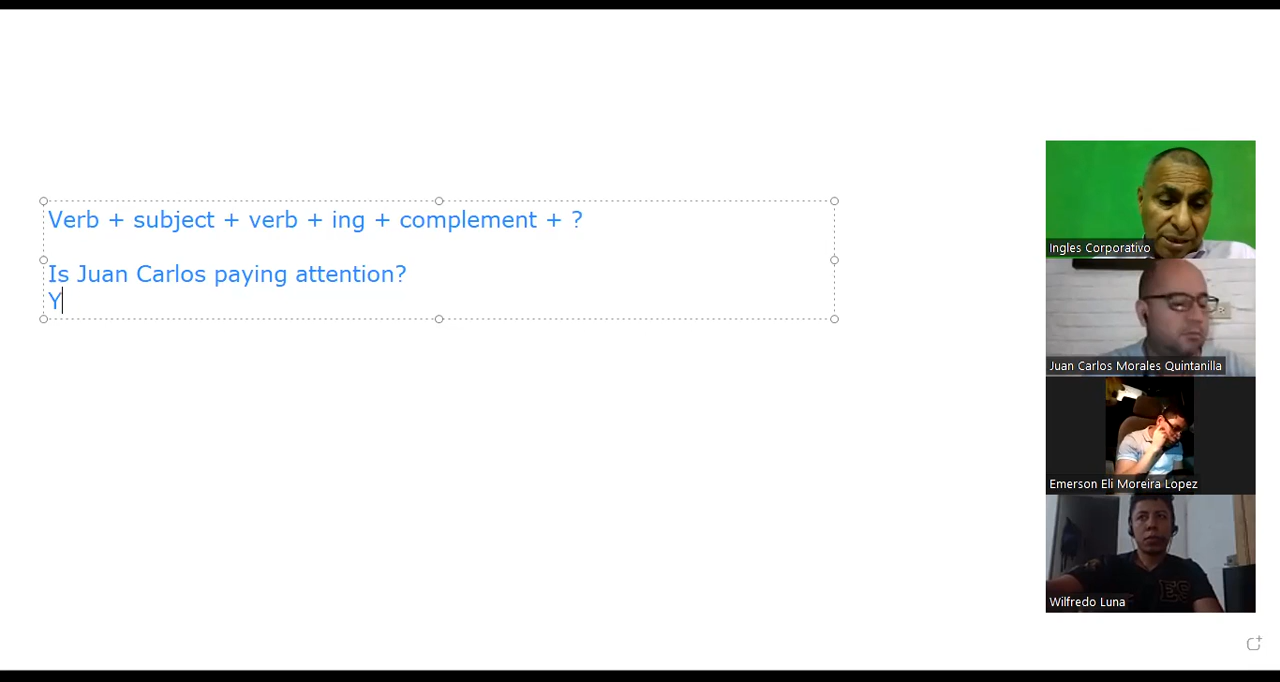 Verb + subject + verb + ing + complement + ?
Is Juan Carlos paying attention?
Y
Ingles Corporativo
Juan Carlos Morales Quintanilla
Emerson Eli Moreira Lopez
Wilfredo Luna